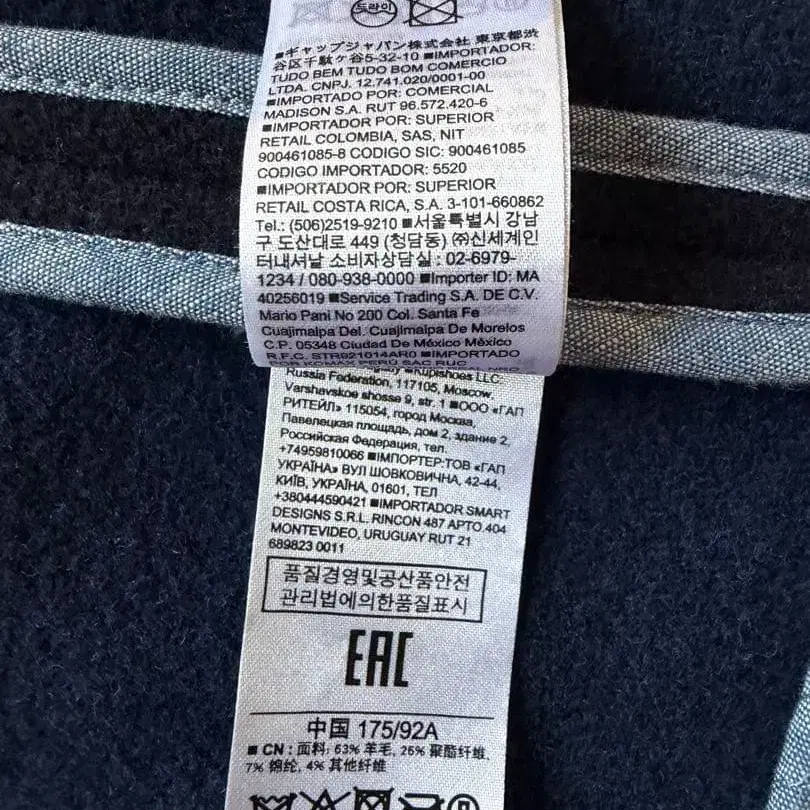 드라이
■ギャップジャパン株式会社 東京都渋
谷区千駄ケ谷5-32-10 ■IMPORTADOR:
TUDO BEM TUDO BOM COMERCIO
LTDA. CNPJ. 12.741.020/0001-00
■IMPORTADO POR: COMERCIAL
MADISON S.A. RUT 96.572.420-6
■IMPORTADOR POR: SUPERIOR
RETAIL COLOMBIA, SAS, NIT
900461085-8 CODIGO SIC: 900461085
CODIGO IMPORTADOR: 5520
■IMPORTADO POR: SUPERIOR
RETAIL COSTA RICA, S.A. 3-101-660862
Tel.: (506)2519-9210 ■서울특별시 강남
구 도산대로 449 (청담동) ㈜신세계인
터내셔날 소비자상담실 : 02-6979-
1234 / 080-938-0000 ■Importer ID: MA
40256019 ■Service Trading S.A. DE C.V.
Mario Pani No 200 Col. Santa Fe
Cuajimalpa Del. Cuajimalpa De Morelos
C.P. 05348 Ciudad De México México
R.F.C. STR921014AR0 ■IMPORTADO
POR KOMAX PERÚ SAC RUC
■Kupishoes LLC:
Russia Federation, 117105, Moscow,
Varshavskoe shosse 9, str. 1 ■ООО «ГАП
РИТЕЙЛ» 115054, город Москва,
Павелецкая площадь, дом 2, здание 2,
Российская Федерация, тел.
+74959810066 ■ІМПОРТЕР:ТОВ «ГАП
УКРАЇНА» ВУЛ ШОВКОВИЧНА, 42-44,
КИЇВ, УКРАЇНА, 01601, ТЕЛ
+380444590421 ■IMPORTADOR SMART
DESIGNS S.R.L. RINCON 487 APTO.404
MONTEVIDEO, URUGUAY RUT 21
689823 0011
품질경영및공산품안전
관리법에의한품질표시
EAC
中国 175/92A
■ CN : 面料: 63% 羊毛, 26% 聚酯纤维,
7% 锦纶, 4% 其他纤维